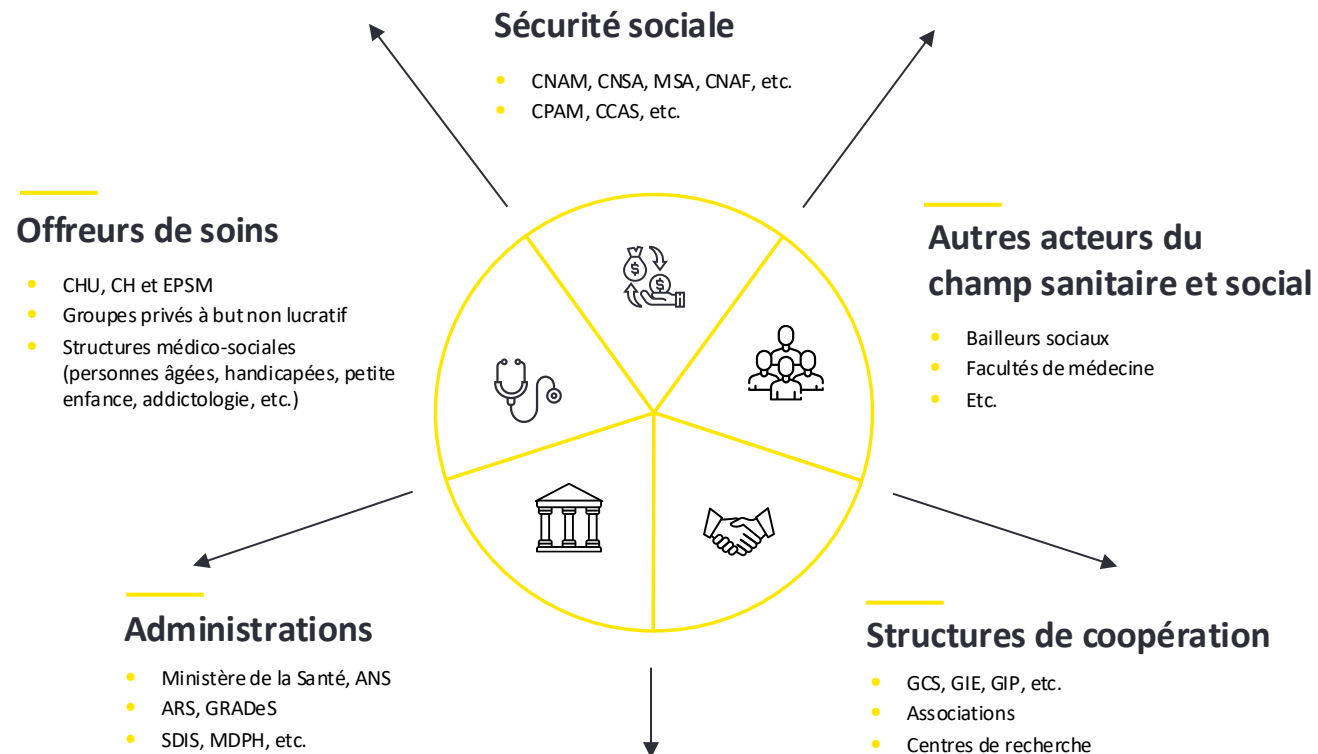 Sécurité sociale
CNAM, CNSA, MSA, CNAF, etc.
CPAM, CCAS, etc.
Offreurs de soins
CHU, CH et EPSM
Groupes privés à but non lucratif
Structures médico-sociales
(personnes âgées, handicapées, petite
enfance, addictologie, etc.)
Autres acteurs du
champ sanitaire et social
Bailleurs sociaux
Facultés de médecine
Etc.
Administrations
Ministère de la Santé, ANS
ARS, GRADeS
SDIS, MDPH, etc.
Structures de coopération
GCS, GIE, GIP, etc.
Associations
Centres de recherche